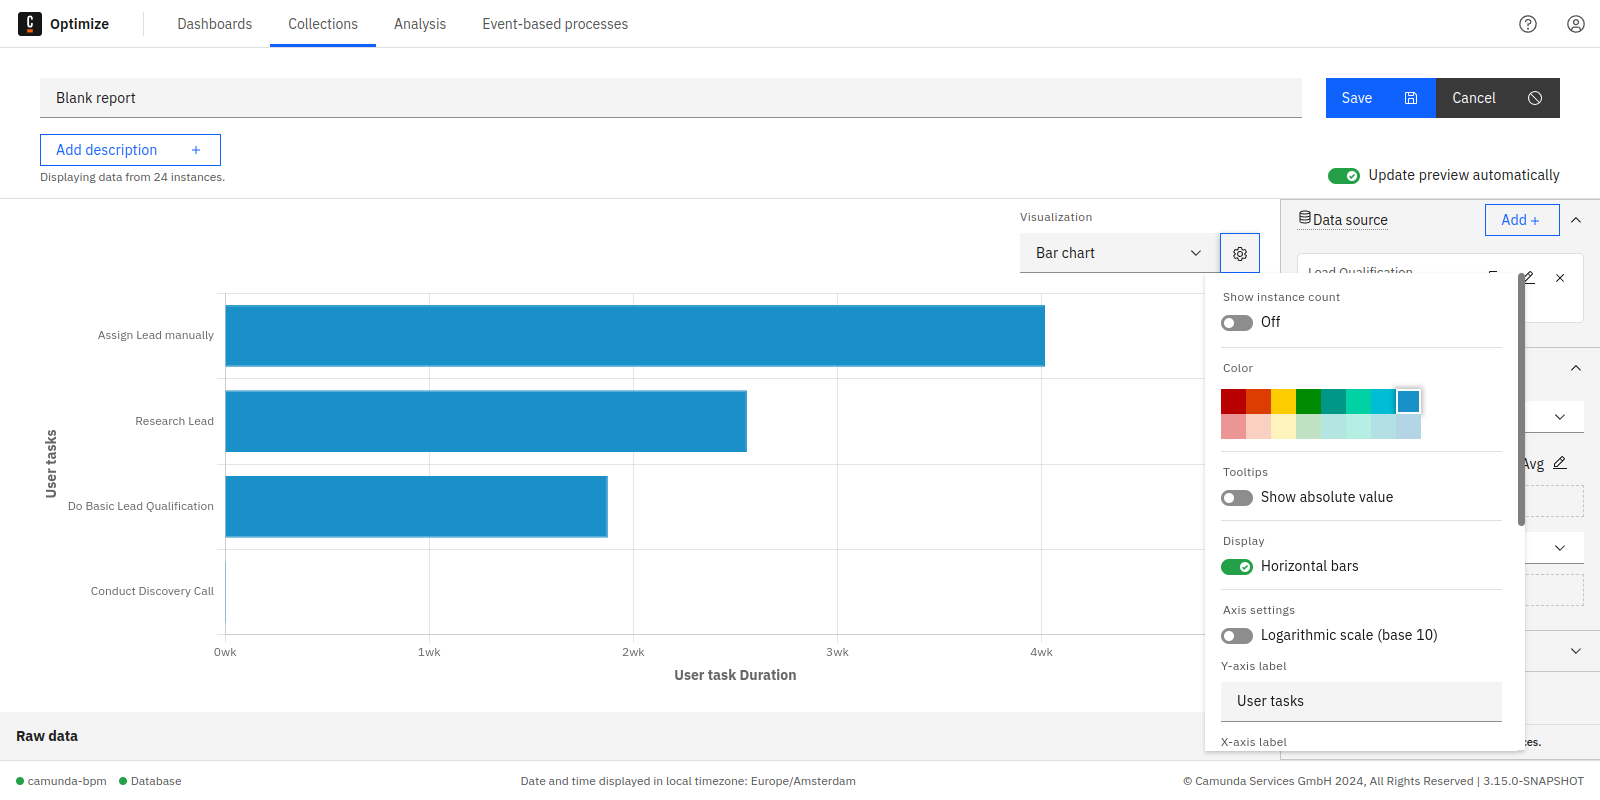 Optimize
Dashboards
Collections
Analysis
Event-based processes
Blank report
Save
Cancel
Add description +
Displaying data from 24 instances.
Update preview automatically
Visualization
Bar chart
Data source
Add +
Show instance count
Off
Color
Tooltips
Show absolute value
Display
Horizontal bars
Axis settings
Logarithmic scale (base 10)
Y-axis label
User tasks
X-axis label
Avg
User tasks
Assign Lead manually
Research Lead
Do Basic Lead Qualification
Conduct Discovery Call
0wk
1wk
2wk
3wk
4wk
User task Duration
Raw data
camunda-bpm
Database
Date and time displayed in local timezone: Europe/Amsterdam
© Camunda Services GmbH 2024, All Rights Reserved | 3.15.0-SNAPSHOT